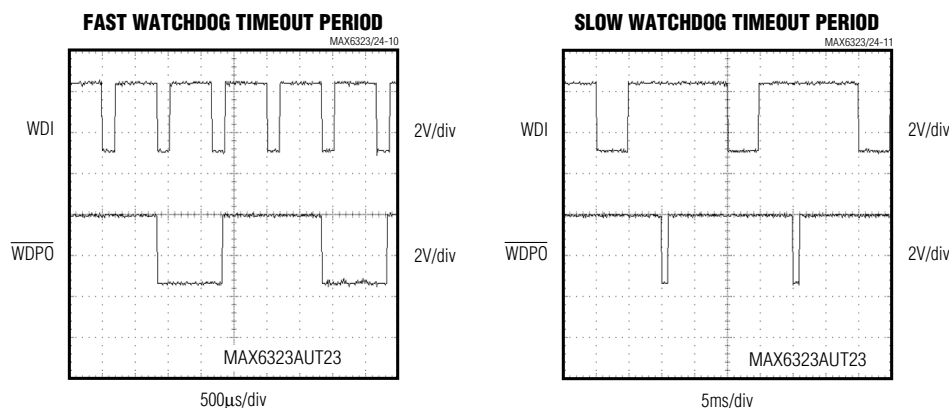 FAST WATCHDOG TIMEOUT PERIOD
MAX6323/24-10
WDI
2V/div
WDPO
2V/div
MAX6323AUT23
500µs/div
SLOW WATCHDOG TIMEOUT PERIOD
MAX6323/24-11
WDI
2V/div
WDPO
2V/div
MAX6323AUT23
5ms/div